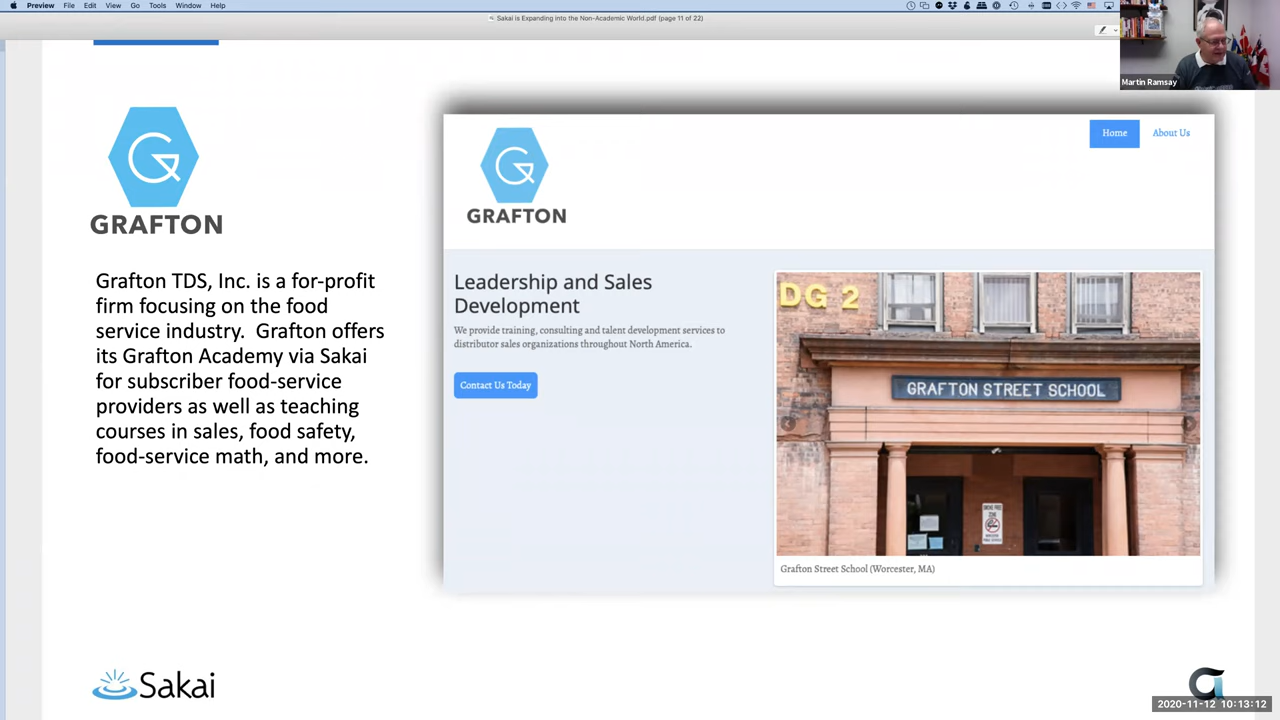 Preview File Edit View Go Tools Window Help
Sakai is Expanding into the Non-Academic World.pdf (page 11 of 22)
Martin Ramsay
GRAFTON
Grafton TDS, Inc. is a for-profit
firm focusing on the food
service industry. Grafton offers
its Grafton Academy via Sakai
for subscriber food-service
providers as well as teaching
courses in sales, food safety,
food-service math, and more.
GRAFTON
Home About Us
Leadership and Sales
Development
We provide training, consulting and talent development services to
distributor sales organizations throughout North America.
Contact Us Today
DG 2
GRAFTON STREET SCHOOL
Grafton Street School (Worcester, MA)
Sakai
2020-11-12 10:13:12